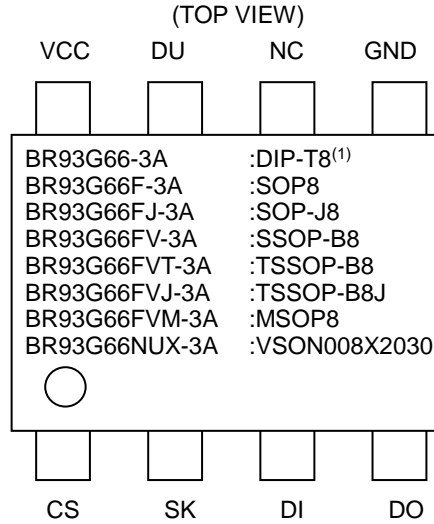 (TOP VIEW)
VCC DU NC GND
BR93G66-3A :DIP-T8(1)
BR93G66F-3A :SOP8
BR93G66FJ-3A :SOP-J8
BR93G66FV-3A :SSOP-B8
BR93G66FVT-3A :TSSOP-B8
BR93G66FVJ-3A :TSSOP-B8J
BR93G66FVM-3A :MSOP8
BR93G66NUX-3A :VSON008X2030
CS SK DI DO